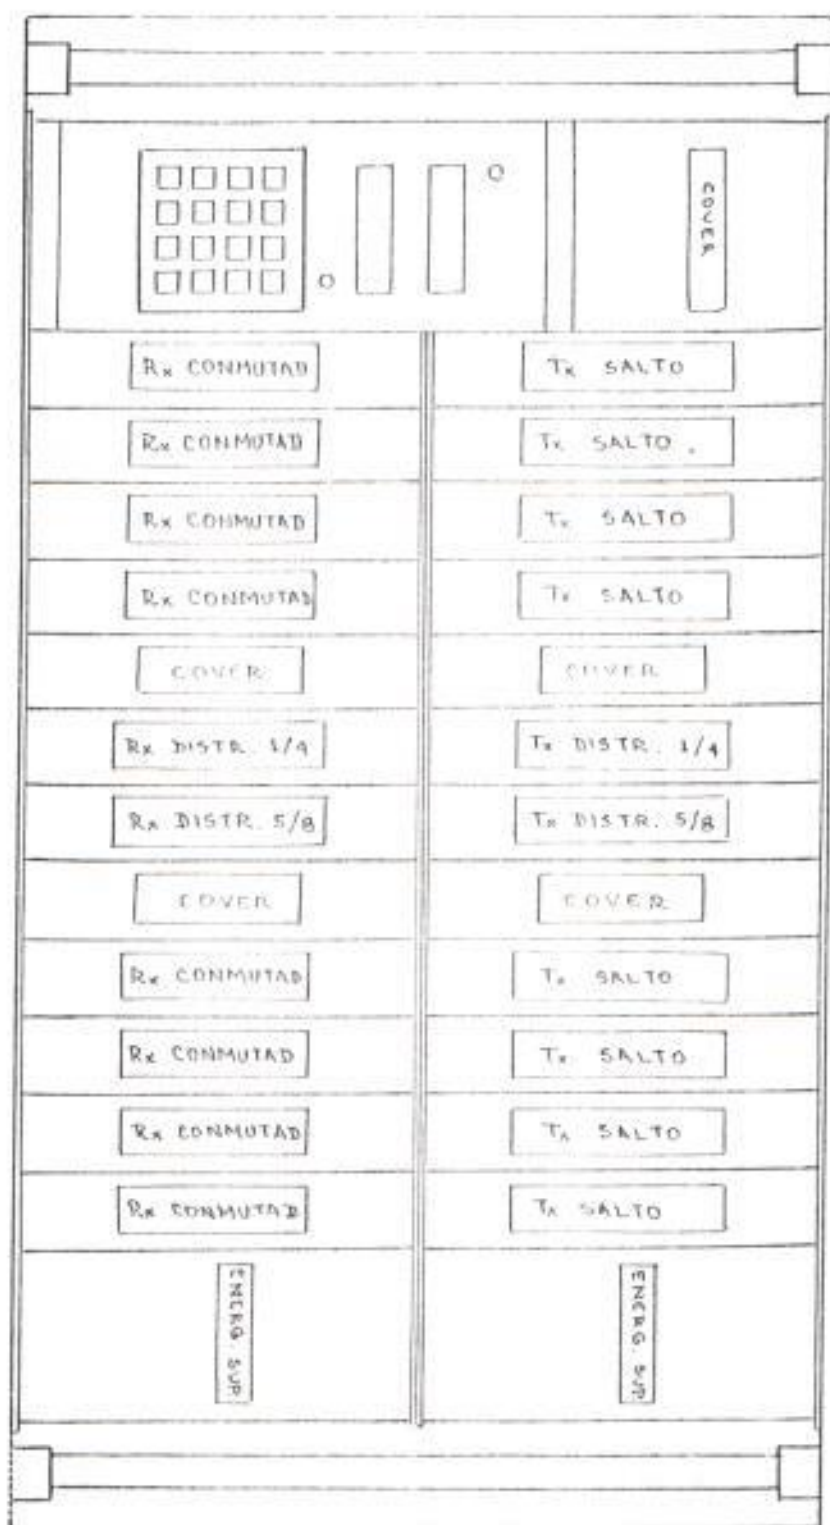 COVER
Rx CONMUTAD
Tx SALTO
Rx CONMUTAD
Tx SALTO .
Rx CONMUTAD
Tx SALTO
Rx CONMUTAD
Tx SALTO
COVER
COVER
Rx DISTR. 1/4
Tx DISTR. 1/4
Rx DISTR. 5/8
Tx DISTR. 5/8
COVER
COVER
Rx CONMUTAD
Tx SALTO
Rx CONMUTAD
Tx SALTO
Rx CONMUTAD
Tx SALTO
Rx CONMUTAD
Tx SALTO
ENERG. SUP
ENERG. SUP